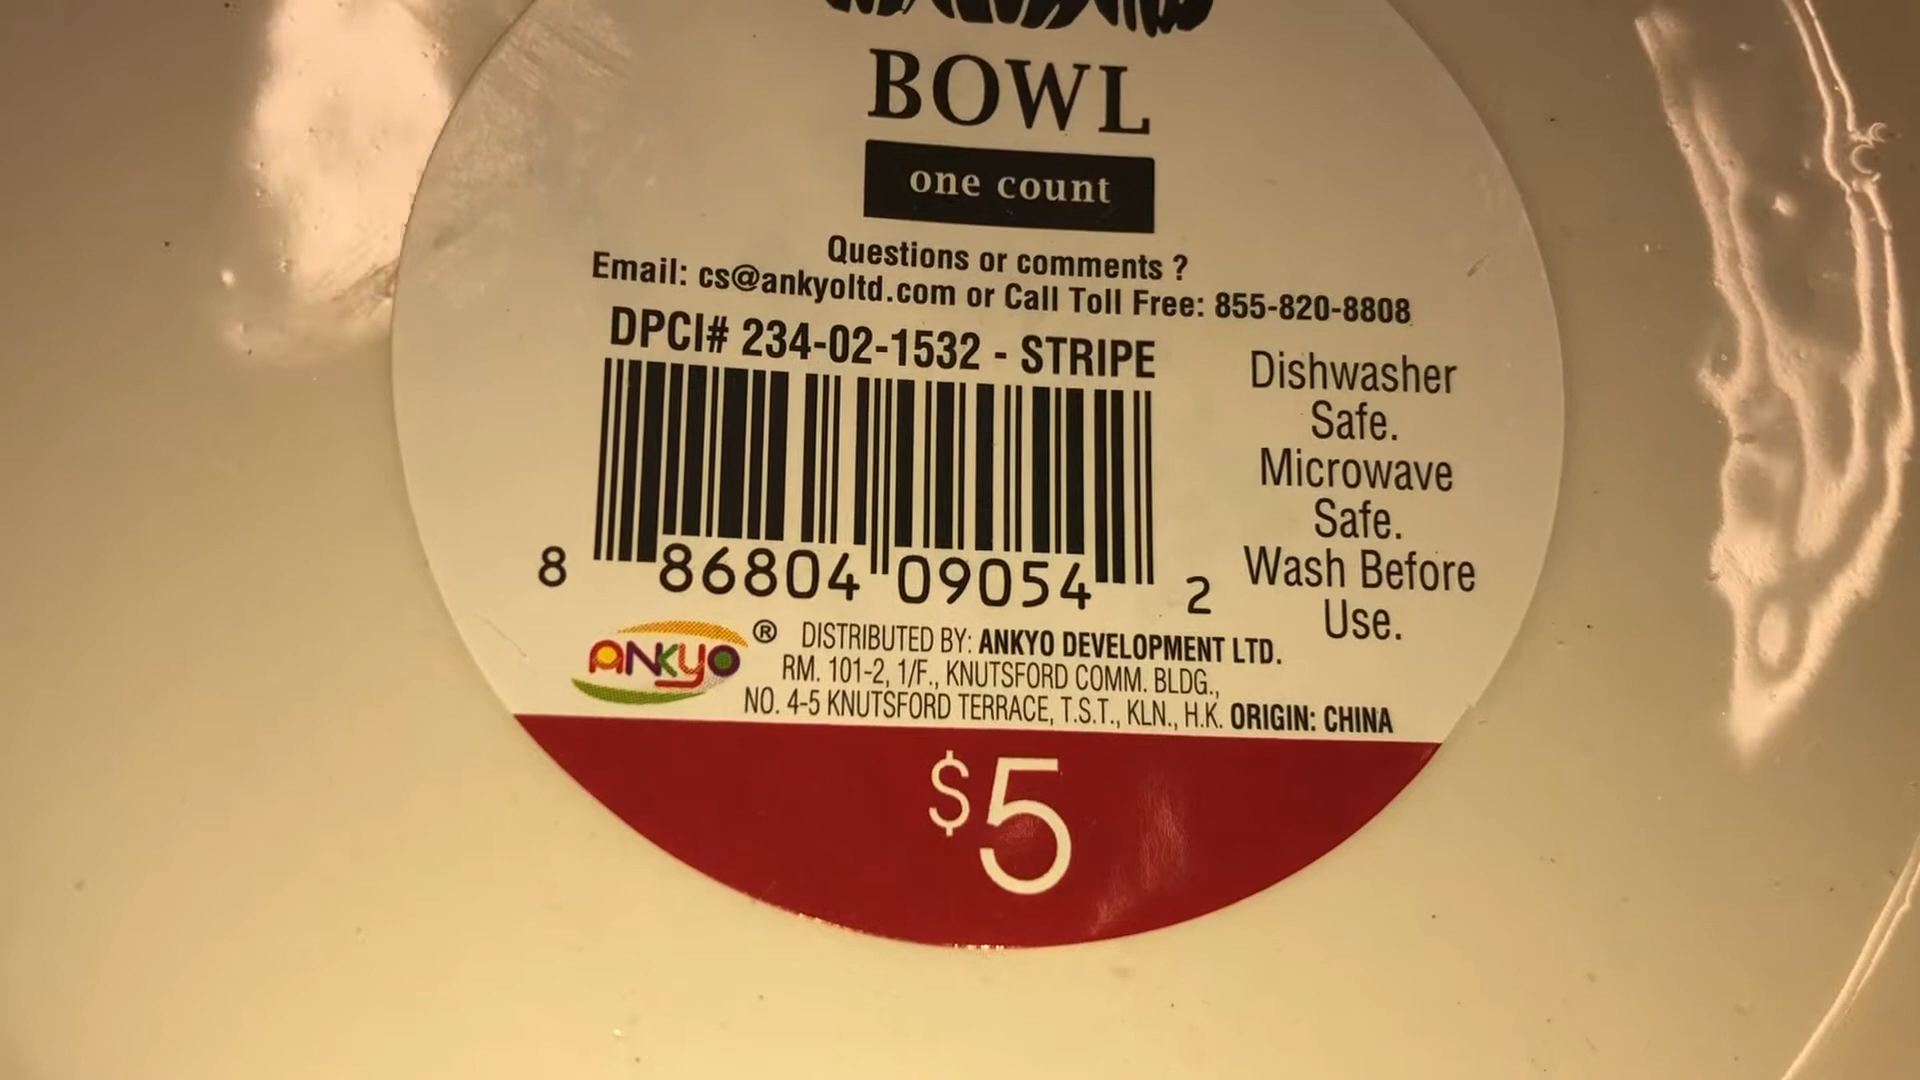 BOWL
one count
Questions or comments ?
Email: cs@ankyoltd.com or Call Toll Free: 855-820-8808
DPCI# 234-02-1532 - STRIPE
Dishwasher
Safe.
Microwave
Safe.
Wash Before
Use.
8 86804 09054 2
ANKYO ® DISTRIBUTED BY: ANKYO DEVELOPMENT LTD.
RM. 101-2, 1/F., KNUTSFORD COMM. BLDG.,
NO. 4-5 KNUTSFORD TERRACE, T.S.T., KLN., H.K. ORIGIN: CHINA
$5